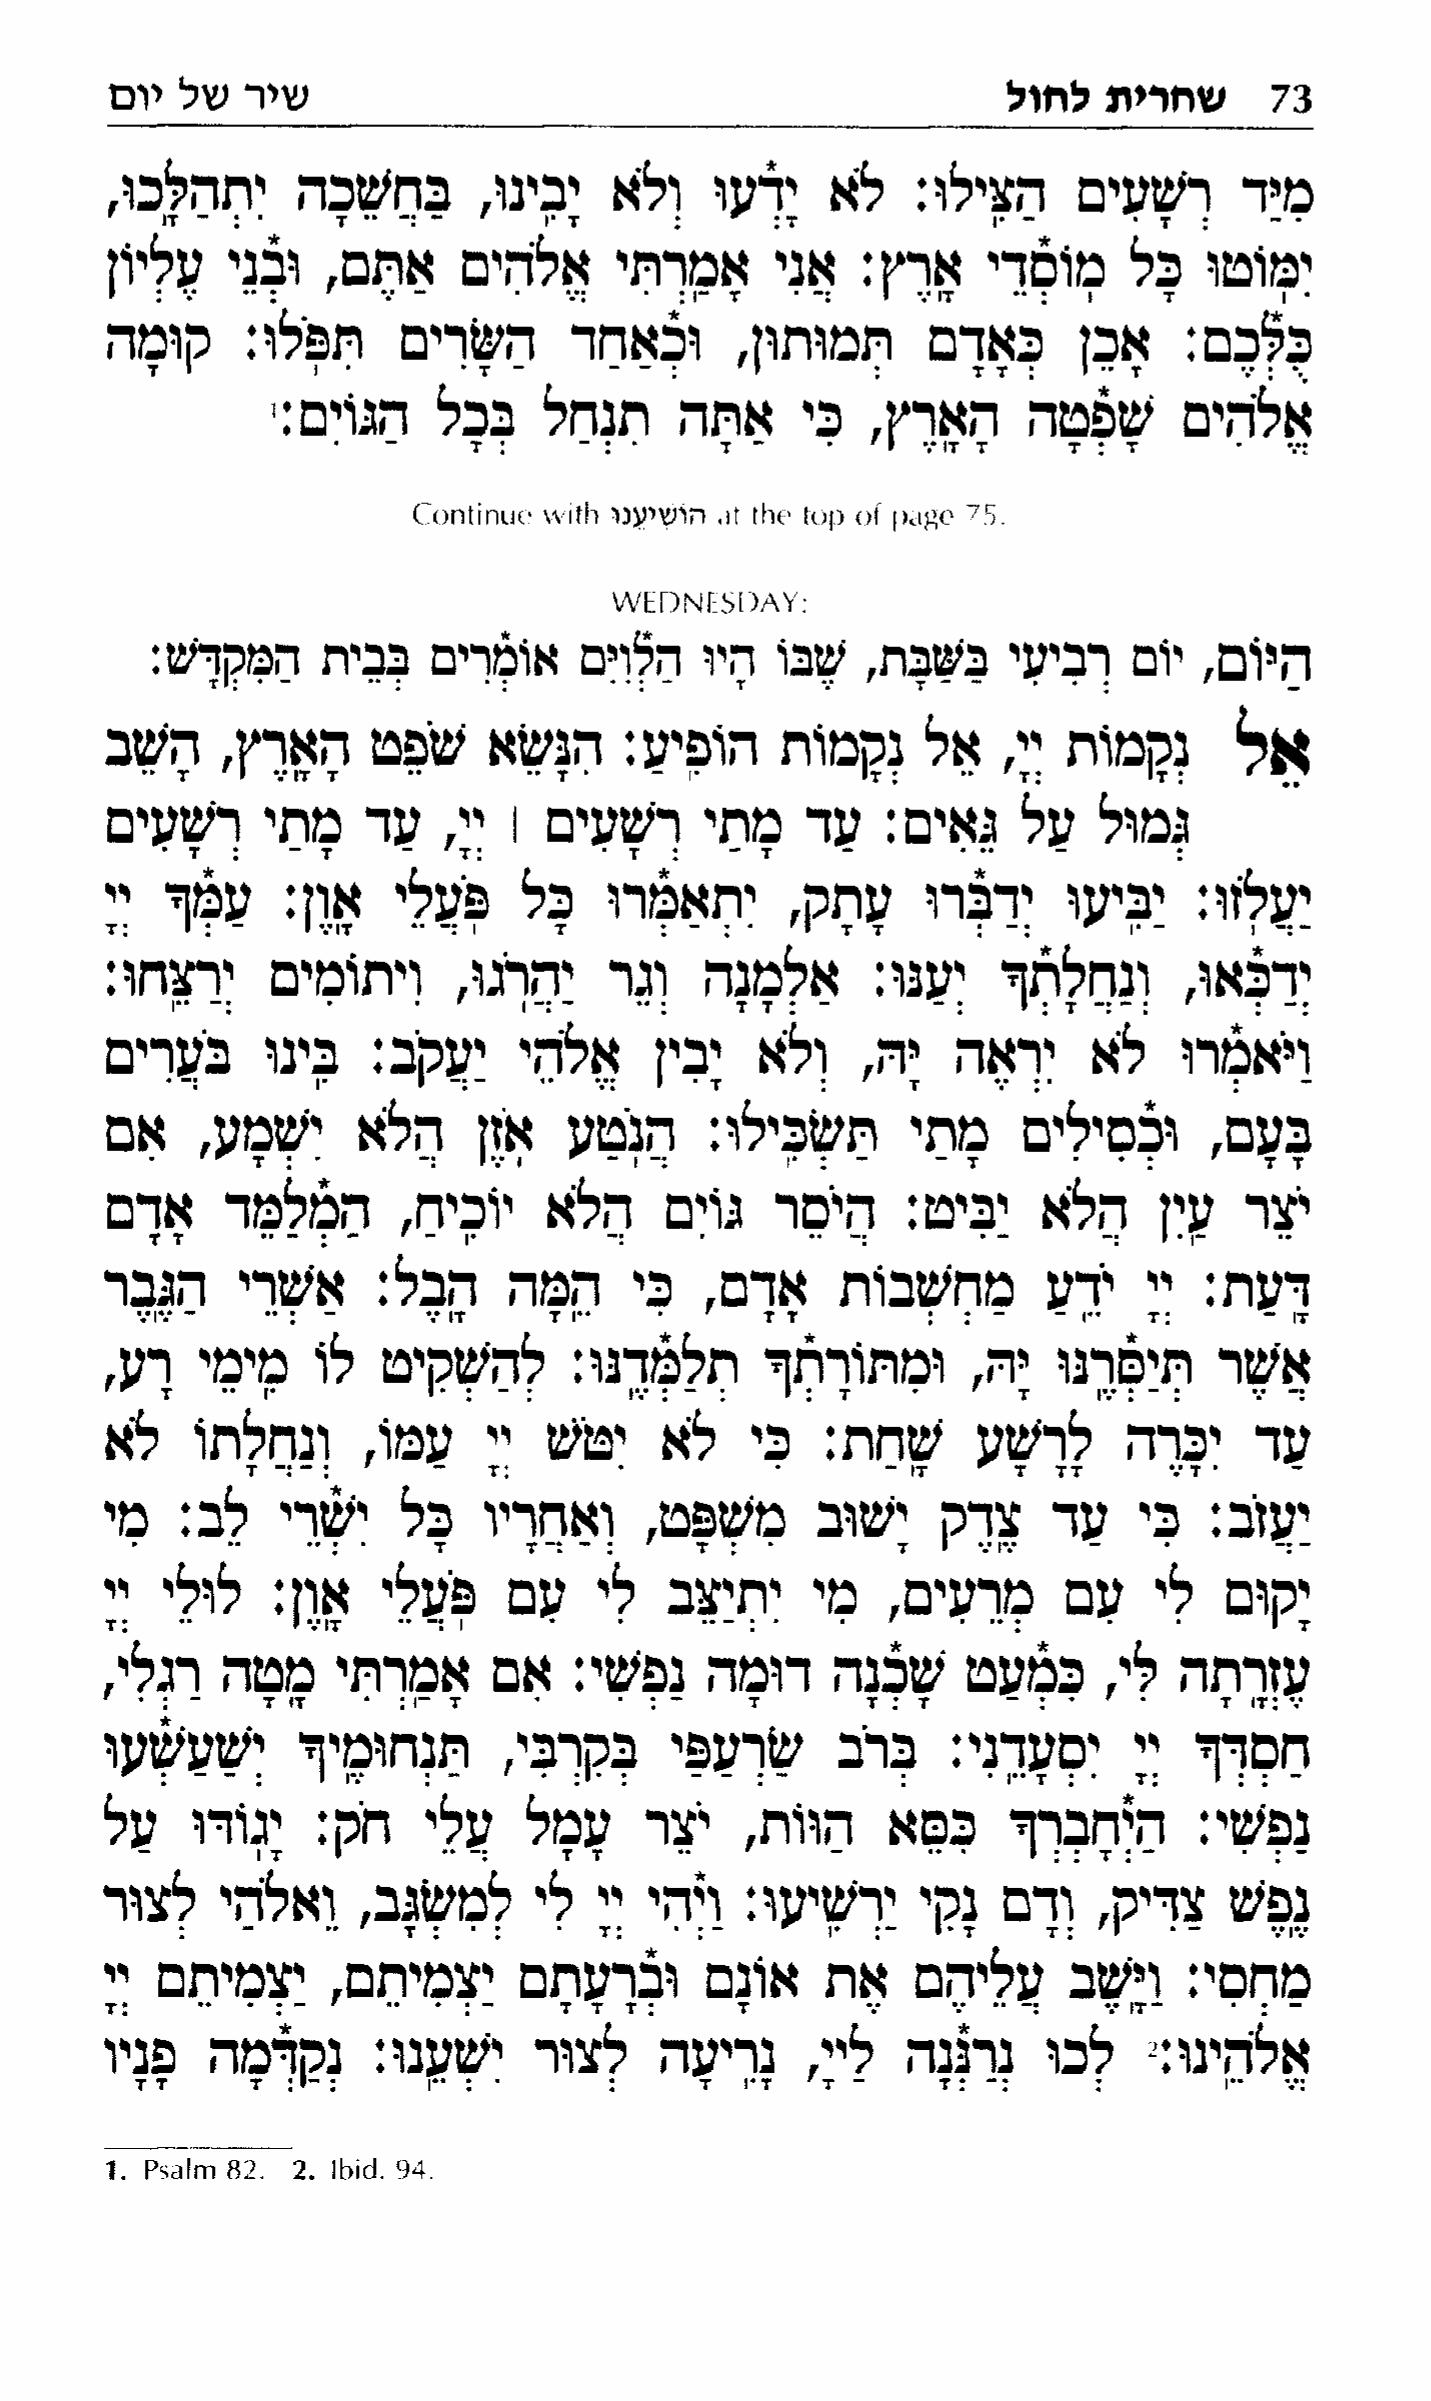 73 שחרית לחול שיר של יום
מִיַּד רְשָׁעִים הַצִּילוּ: לֹא יָדְ*עוּ וְלֹא יָבִינוּ, בַּחֲשֵׁכָה יִתְהַלָּכוּ,
יִמּוֹטוּ כָּל מוֹסְ*דֵי אָרֶץ: אֲנִי אָמַרְתִּי אֱלֹהִים אַתֶּם, וּבְ*נֵי עֶלְיוֹן
כֻּלְּ*כֶם: אָכֵן כְּאָדָם תְּמוּתוּן, וּכְ*אַחַד הַשָּׂרִים תִּפֹּלוּ: קוּמָה
אֱלֹהִים שָׁפְ*טָה הָאָרֶץ, כִּי אַתָּה תִנְחַל בְּכָל הַגּוֹיִם:1
Continue with הוֹשִׁיעֵנוּ at the top of page 75.
WEDNESDAY:
הַיּוֹם, יוֹם רְבִיעִי בַּשַּׁבָּת, שֶׁבּוֹ הָיוּ הַלְ*וִיִּם אוֹמְ*רִים בְּבֵית הַמִּקְדָּשׁ:
אֵל נְקָמוֹת יְיָ, אֵל נְקָמוֹת הוֹפִיעַ: הִנָּשֵׂא שֹׁפֵט הָאָרֶץ, הָשֵׁב
גְּמוּל עַל גֵּאִים: עַד מָתַי רְשָׁעִים | יְיָ, עַד מָתַי רְשָׁעִים
יַעֲלֹזוּ: יַבִּיעוּ יְדַבְּ*רוּ עָתָק, יִתְאַמְּ*רוּ כָּל פֹּעֲלֵי אָוֶן: עַמְּ*ךָ יְיָ
יְדַכְּ*אוּ, וְנַחֲלָתְ*ךָ יְעַנּוּ: אַלְמָנָה וְגֵר יַהֲרֹגוּ, וִיתוֹמִים יְרַצֵּחוּ:
וַיֹּאמְ*רוּ לֹא יִרְאֶה יָּהּ, וְלֹא יָבִין אֱלֹהֵי יַעֲקֹב: בִּינוּ בֹּעֲרִים
בָּעָם, וּכְ*סִילִים מָתַי תַּשְׂכִּילוּ: הֲנֹטַע אֹזֶן הֲלֹא יִשְׁמָע, אִם
יֹצֵר עַיִן הֲלֹא יַבִּיט: הֲיֹסֵר גּוֹיִם הֲלֹא יוֹכִיחַ, הַמְ*לַמֵּד אָדָם
דָּעַת: יְיָ יֹדֵעַ מַחְשְׁבוֹת אָדָם, כִּי הֵמָּה הָבֶל: אַשְׁרֵי הַגֶּבֶר
אֲשֶׁר תְּיַסְּ*רֶנּוּ יָּהּ, וּמִתּוֹרָתְ*ךָ תְלַמְּ*דֶנּוּ: לְהַשְׁקִיט לוֹ מִימֵי רָע,
עַד יִכָּרֶה לָרָשָׁע שָׁחַת: כִּי לֹא יִטֹּשׁ יְיָ עַמּוֹ, וְנַחֲלָתוֹ לֹא
יַעֲזֹב: כִּי עַד צֶדֶק יָשׁוּב מִשְׁפָּט, וְאַחֲרָיו כָּל יִשְׁ*רֵי לֵב: מִי
יָקוּם לִי עִם מְרֵעִים, מִי יִתְיַצֵּב לִי עִם פֹּעֲלֵי אָוֶן: לוּלֵי יְיָ
עֶזְרָתָה לִּי, כִּמְ*עַט שָׁכְ*נָה דוּמָה נַפְשִׁי: אִם אָמַרְתִּי מָטָה רַגְלִי,
חַסְדְּךָ יְיָ יִסְעָדֵנִי: בְּרֹב שַׂרְעַפַּי בְּקִרְבִּי, תַּנְחוּמֶיךָ יְשַׁעַשְׁ*עוּ
נַפְשִׁי: הַיְ*חָבְרְךָ כִּסֵּא הַוּוֹת, יֹצֵר עָמָל עֲלֵי חֹק: יָגוֹדּוּ עַל
נֶפֶשׁ צַדִּיק, וְדָם נָקִי יַרְשִׁיעוּ: וַיְ*הִי יְיָ לִי לְמִשְׂגָּב, וֵאלֹהַי לְצוּר
מַחְסִי: וַיָּשֶׁב עֲלֵיהֶם אֶת אוֹנָם וּבְ*רָעָתָם יַצְמִיתֵם, יַצְמִיתֵם יְיָ
אֱלֹהֵינוּ:2 לְכוּ נְרַנְּ*נָה לַייָ, נָרִיעָה לְצוּר יִשְׁעֵנוּ: נְקַדְּ*מָה פָנָיו
1. Psalm 82. 2. Ibid. 94.